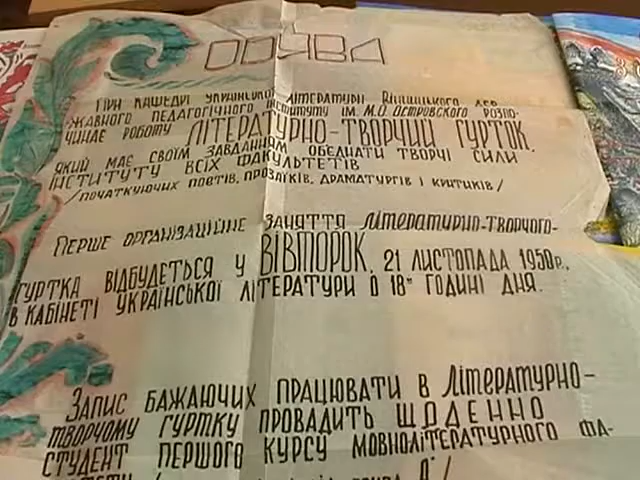 ОБ'ЯВА
ПРИ КАФЕДРІ УКРАЇНСЬКОЇ ЛІТЕРАТУРИ ВІННИЦЬКОГО ДЕР-
ЖАВНОГО ПЕДАГОГІЧНОГО ІНСТИТУТУ ІМ. М.О. ОСТРОВСЬКОГО РОЗПО-
ЧИНАЄ РОБОТУ ЛІТЕРАТУРНО-ТВОРЧИЙ ГУРТОК,
ЯКИЙ МАЄ СВОЇМ ЗАВДАННЯМ ОБЄДНАТИ ТВОРЧІ СИЛИ
ІНСТИТУТУ ВСІХ ФАКУЛЬТЕТІВ
/ПОЧАТКУЮЧИХ ПОЕТІВ, ПРОЗАЇКІВ, ДРАМАТУРГІВ І КРИТИКІВ/
ПЕРШЕ ОРГАНІЗАЦІЙНЕ ЗАНЯТТЯ ЛІТЕРАТУРНО-ТВОРЧОГО-
ГУРТКА ВІДБУДЕТЬСЯ У ВІВТОРОК, 21 ЛИСТОПАДА 1950р.,
В КАБІНЕТІ УКРАЇНСЬКОЇ ЛІТЕРАТУРИ О 18 ГОДИНІ ДНЯ.
ЗАПИС БАЖАЮЧИХ ПРАЦЮВАТИ В ЛІТЕРАТУРНО-
ТВОРЧОМУ ГУРТКУ ПРОВАДИТЬ ЩОДЕННО
СТУДЕНТ ПЕРШОГО КУРСУ МОВНОЛІТЕРАТУРНОГО ФА-